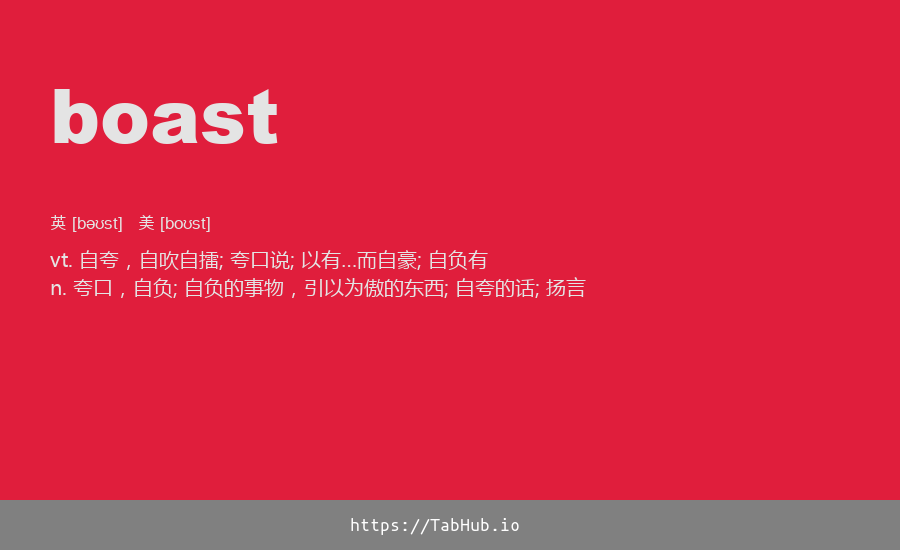 boast
英 [bəʊst] 美 [boʊst]
vt. 自夸，自吹自擂; 夸口说; 以有…而自豪; 自负有
n. 夸口，自负; 自负的事物，引以为傲的东西; 自夸的话; 扬言
https://TabHub.io